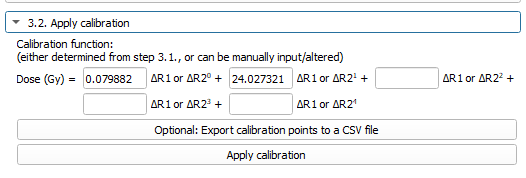 3.2. Apply calibration
Calibration function:
(either determined from step 3.1., or can be manually input/altered)
Dose (Gy) = 0.079882 ΔR1 or ΔR2⁰ + 24.027321 ΔR1 or ΔR2¹ + ΔR1 or ΔR2² +
ΔR1 or ΔR2³ + ΔR1 or ΔR2⁴
Optional: Export calibration points to a CSV file
Apply calibration